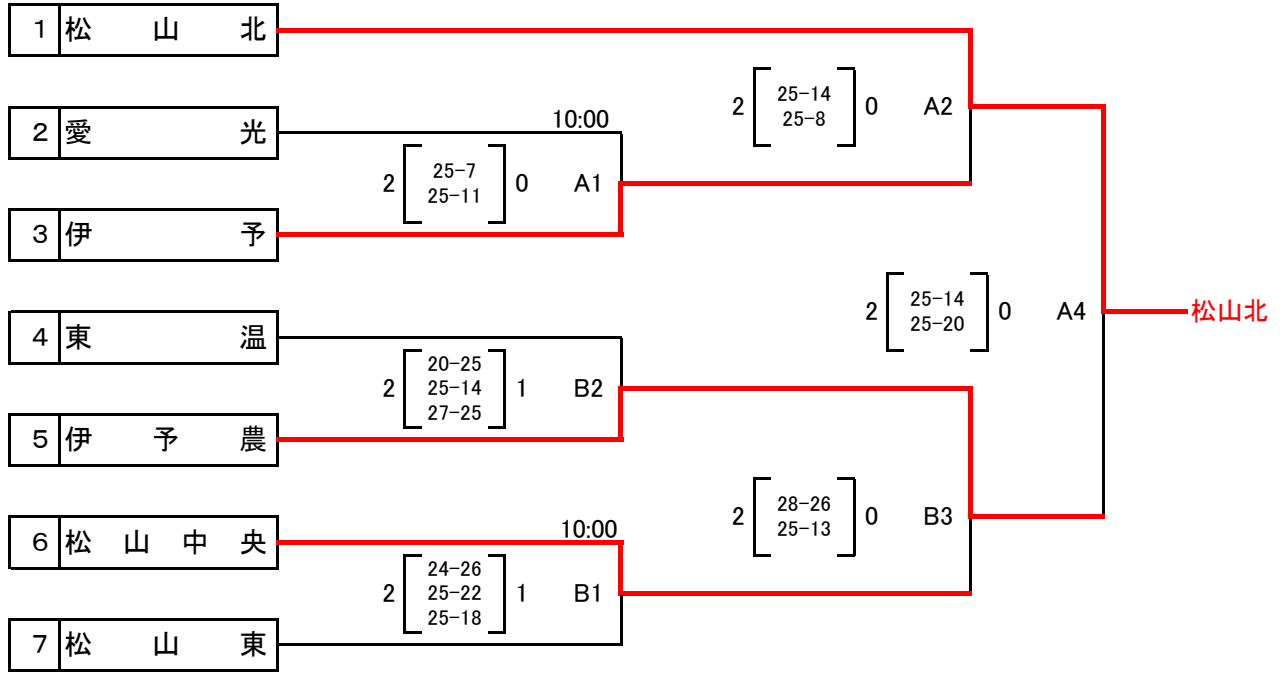 1 松山北
2 25-14 0 A2
25-8
2 愛光
10:00
2 25-7 0 A1
25-11
3 伊予
2 25-14 0 A4
25-20
松山北
4 東温
2 20-25 1 B2
25-14
27-25
5 伊予農
2 28-26 0 B3
25-13
6 松山中央
10:00
2 24-26 1 B1
25-22
25-18
7 松山東